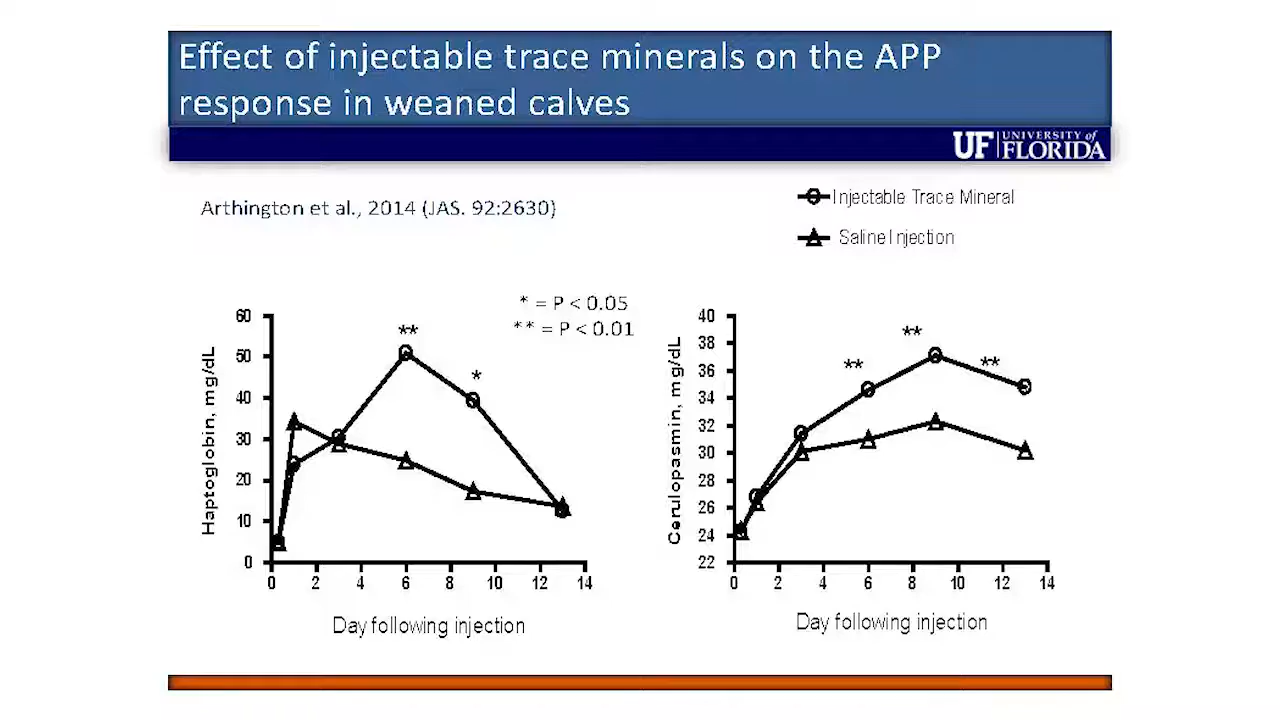 Effect of injectable trace minerals on the APP
response in weaned calves
UF UNIVERSITY of
FLORIDA
Arthington et al., 2014 (JAS. 92:2630)
Injectable Trace Mineral
Saline Injection
* = P < 0.05
** = P < 0.01
Haptoglobin, mg/dL
60
50
40
30
20
10
0
**
*
0 2 4 6 8 10 12 14
Day following injection
Cerulopasmin, mg/dL
40
38
36
34
32
30
28
26
24
22
**
**
**
0 2 4 6 8 10 12 14
Day following injection